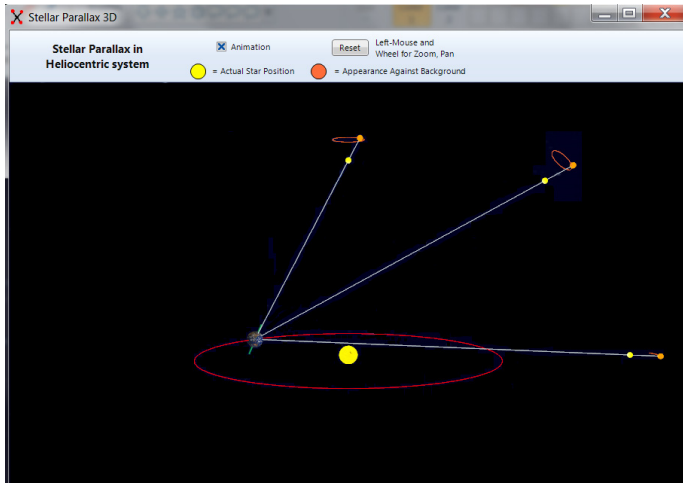 Stellar Parallax 3D
Stellar Parallax in
Heliocentric system
Animation
Reset
Left-Mouse and
Wheel for Zoom, Pan
= Actual Star Position
= Appearance Against Background